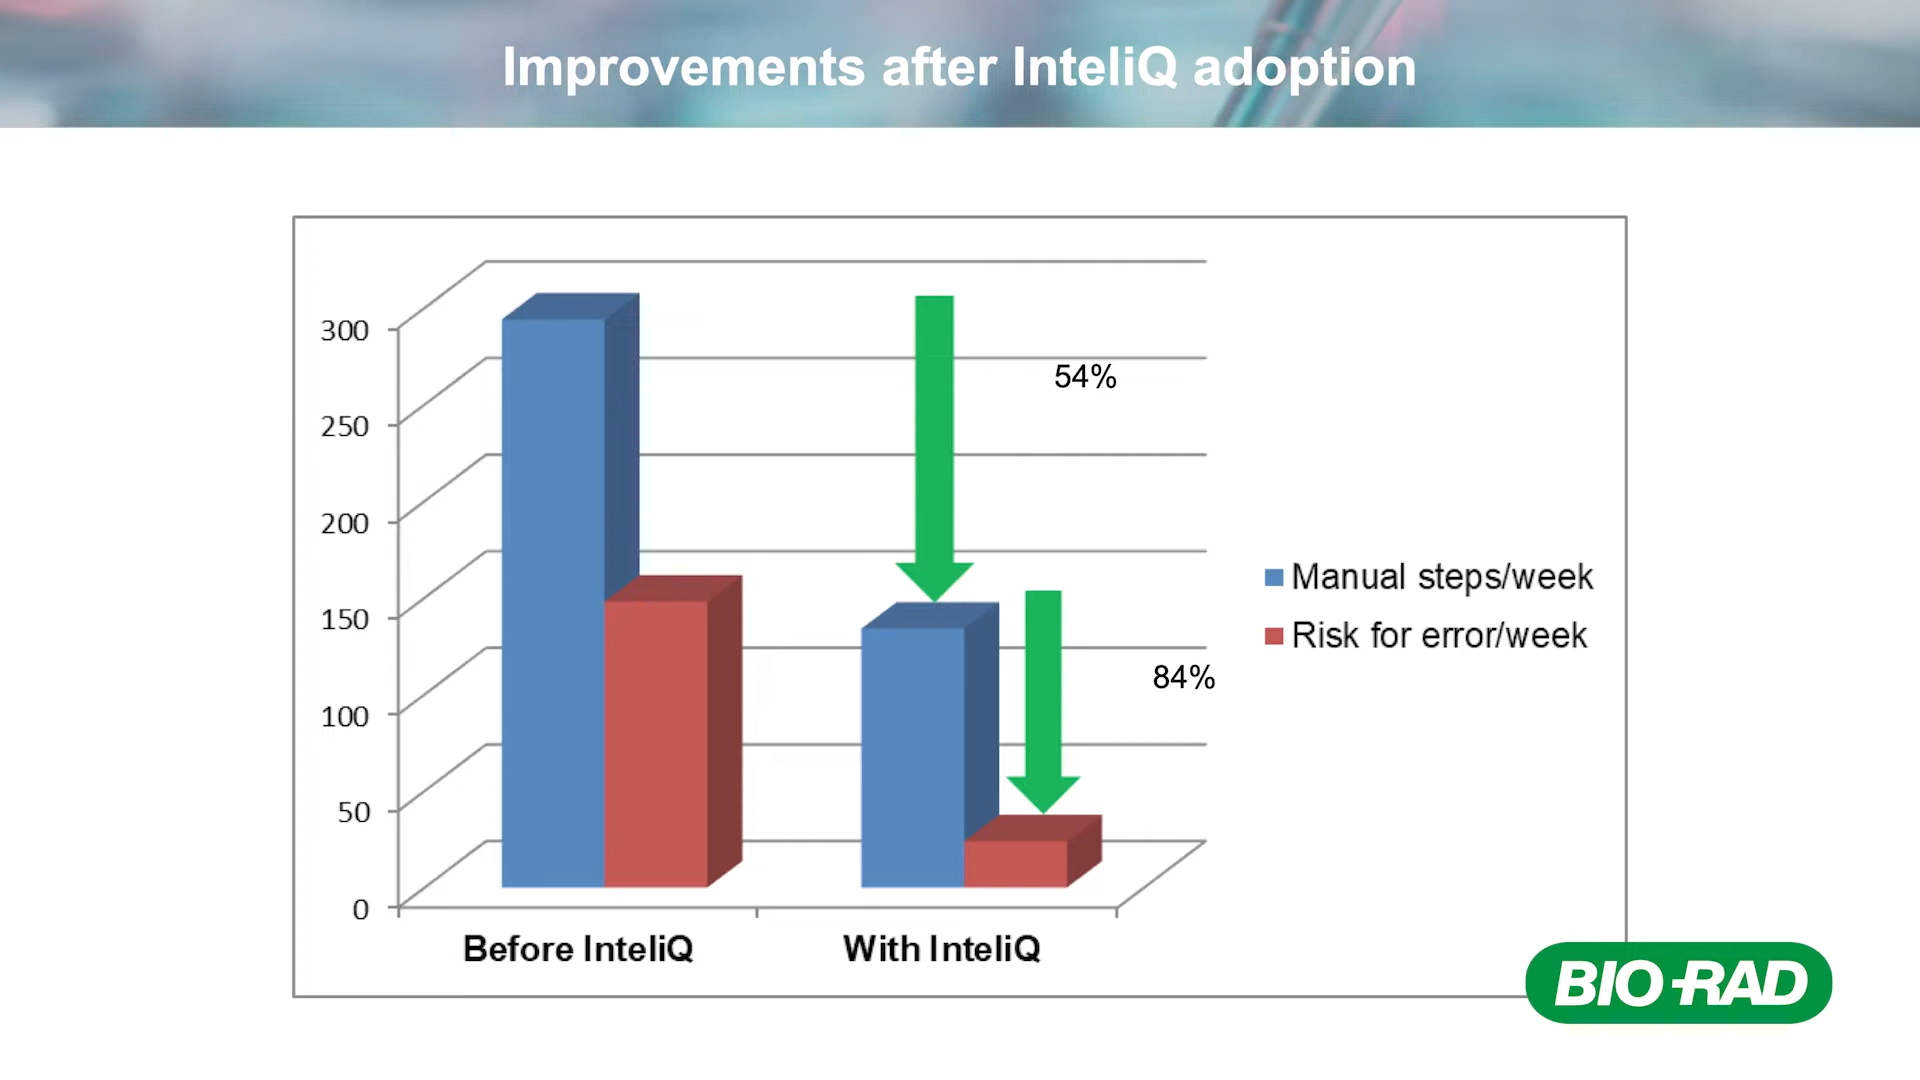 Improvements after InteliQ adoption
300
250
200
150
100
50
0
54%
84%
Manual steps/week
Risk for error/week
Before InteliQ
With InteliQ
BIO-RAD